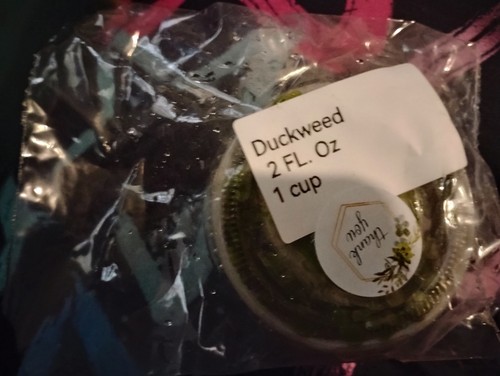 Duckweed
2 FL. Oz
1 cup
thank
you